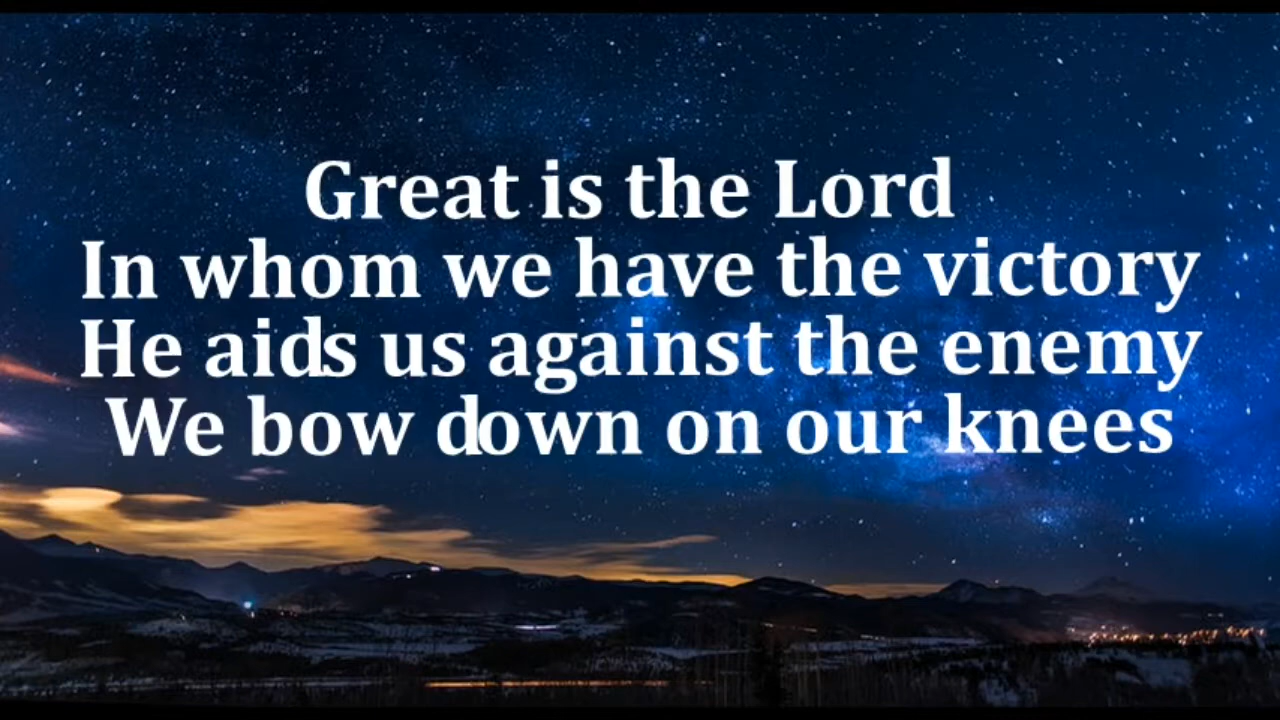 Great is the Lord
In whom we have the victory
He aids us against the enemy
We bow down on our knees